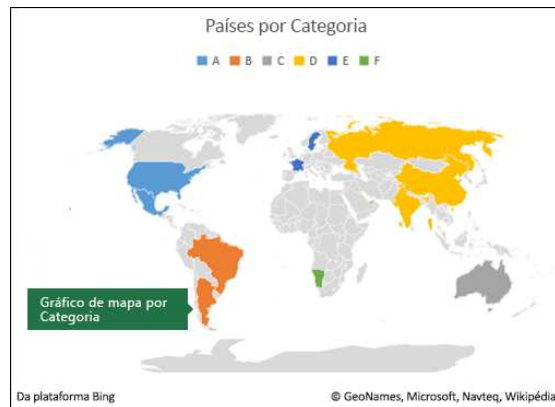 Países por Categoria
A B C D E F
Gráfico de mapa por
Categoria
Da plataforma Bing
© GeoNames, Microsoft, Navteq, Wikipédia